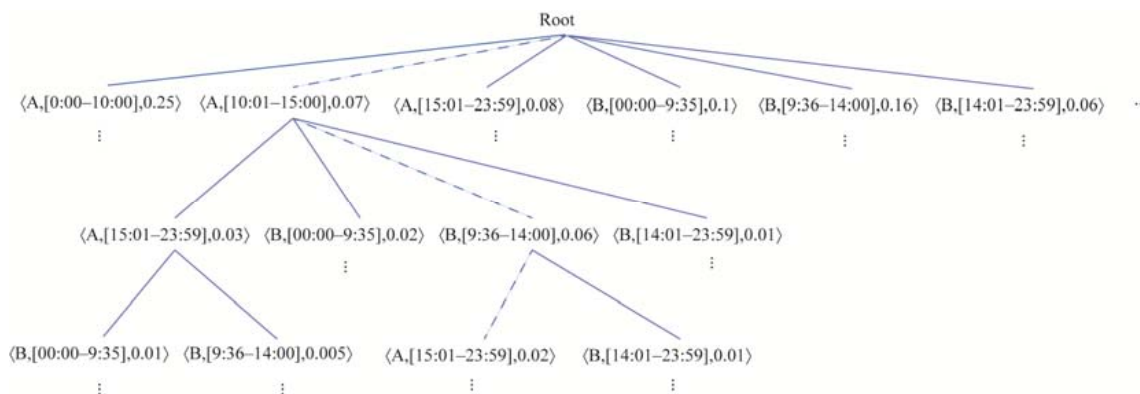 Root
⟨A,[0:00–10:00],0.25⟩ ⟨A,[10:01–15:00],0.07⟩ ⟨A,[15:01–23:59],0.08⟩ ⟨B,[00:00–9:35],0.1⟩ ⟨B,[9:36–14:00],0.16⟩ ⟨B,[14:01–23:59],0.06⟩
⋮ ⋮ ⋮ ⋮ ⋮
⟨A,[15:01–23:59],0.03⟩ ⟨B,[00:00–9:35],0.02⟩ ⟨B,[9:36–14:00],0.06⟩ ⟨B,[14:01–23:59],0.01⟩
⋮ ⋮
⟨B,[00:00–9:35],0.01⟩ ⟨B,[9:36–14:00],0.005⟩ ⟨A,[15:01–23:59],0.02⟩ ⟨B,[14:01–23:59],0.01⟩
⋮ ⋮ ⋮ ⋮